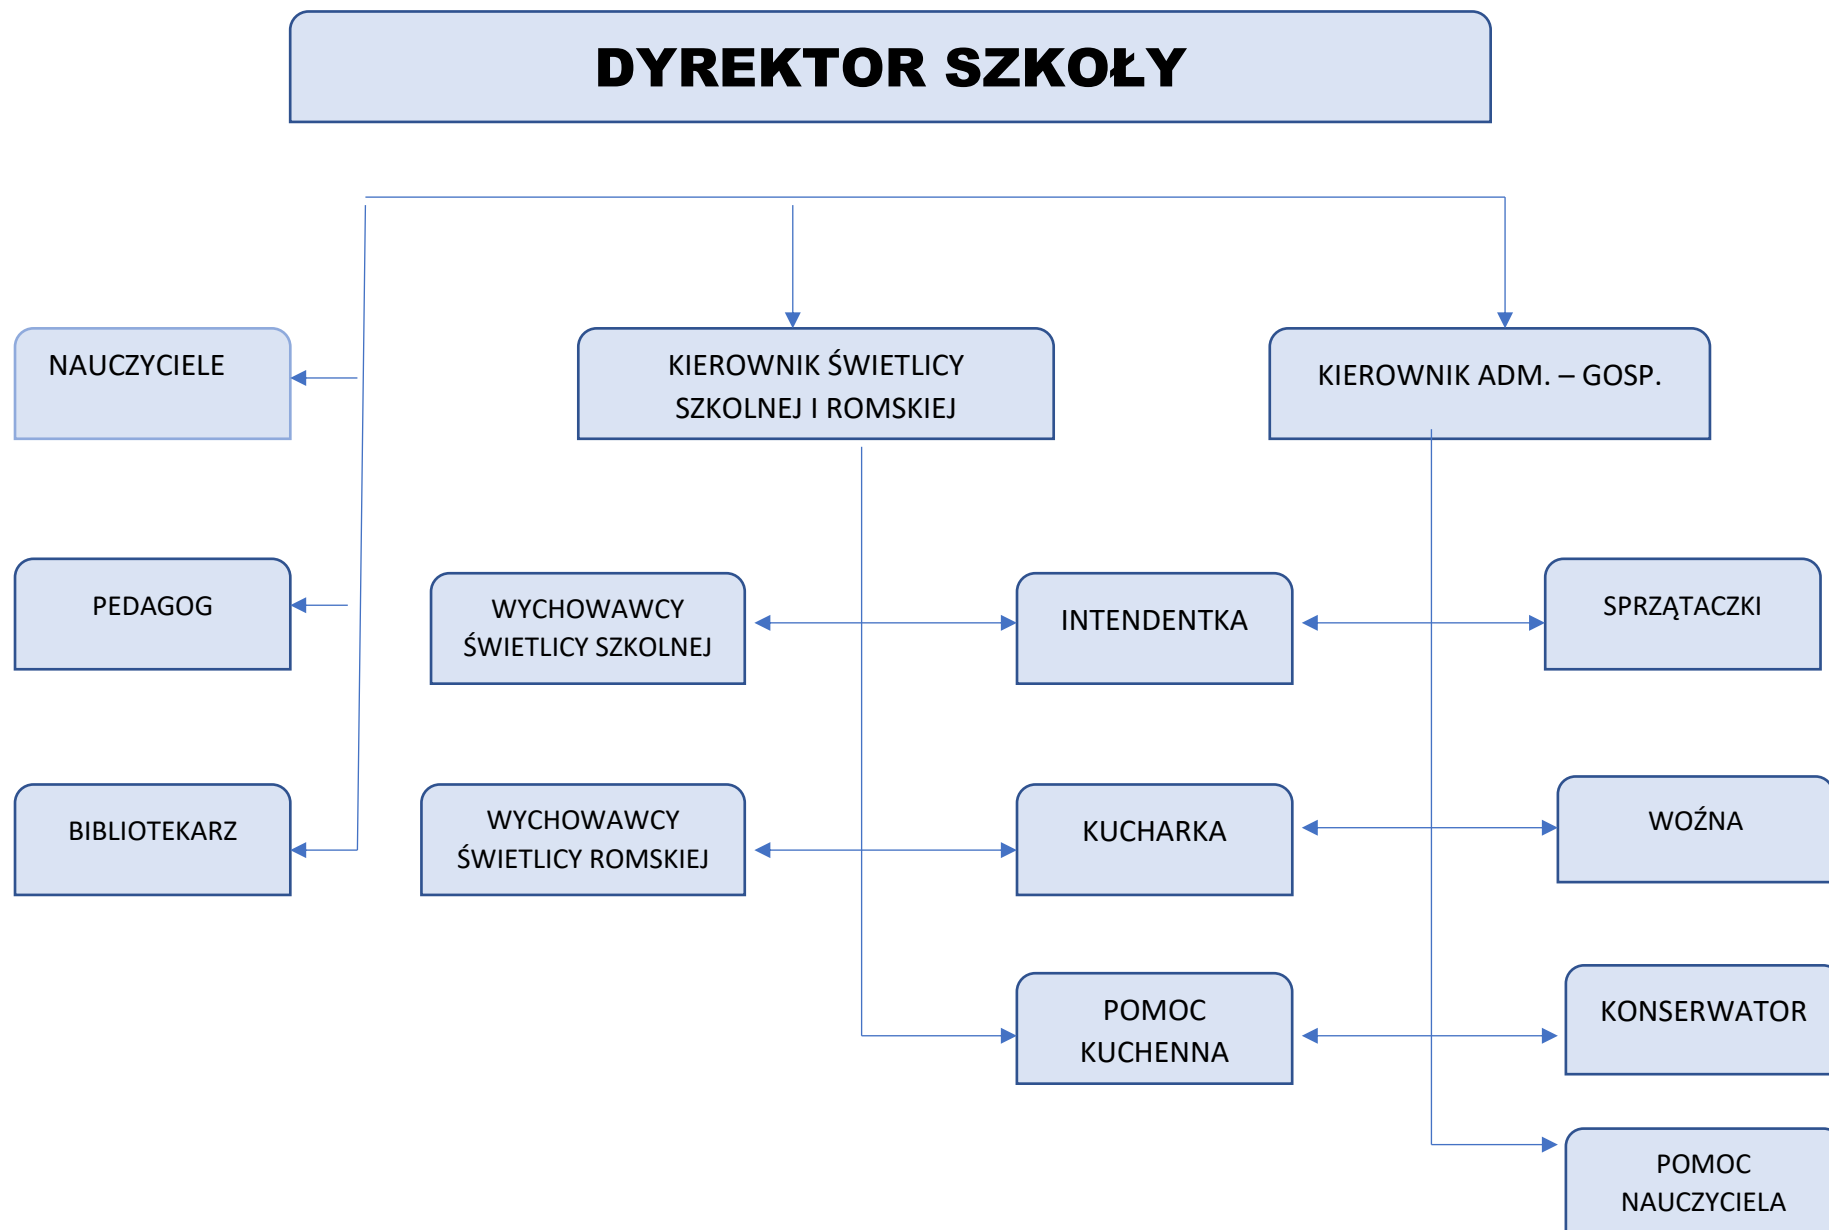 DYREKTOR SZKOŁY
NAUCZYCIELE
KIEROWNIK ŚWIETLICY
SZKOLNEJ I ROMSKIEJ
KIEROWNIK ADM. – GOSP.
PEDAGOG
WYCHOWAWCY
ŚWIETLICY SZKOLNEJ
INTENDENTKA
SPRZĄTACZKI
BIBLIOTEKARZ
WYCHOWAWCY
ŚWIETLICY ROMSKIEJ
KUCHARKA
WOŹNA
POMOC
KUCHENNA
KONSERWATOR
POMOC
NAUCZYCIELA